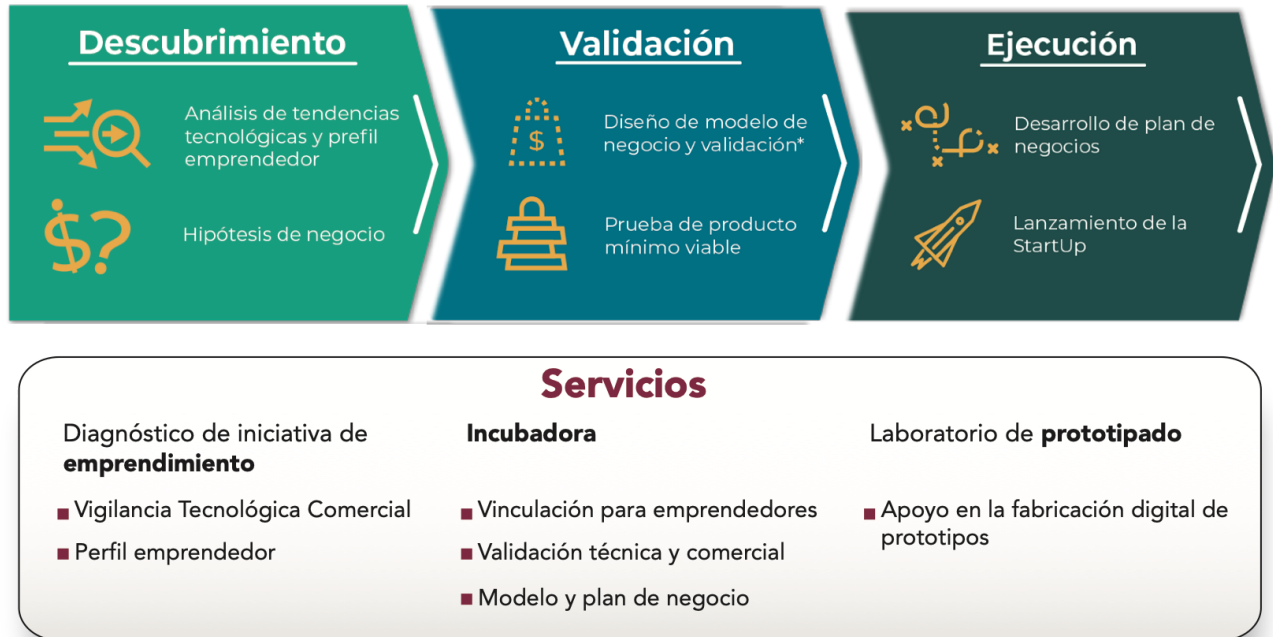 Descubrimiento
Análisis de tendencias
tecnológicas y prefil
emprendedor
Hipótesis de negocio
Validación
$
Diseño de modelo de
negocio y validación*
Prueba de producto
mínimo viable
Ejecución
Desarrollo de plan de
negocios
Lanzamiento de la
StartUp
Servicios
Diagnóstico de iniciativa de
emprendimiento
Vigilancia Tecnológica Comercial
Perfil emprendedor
Incubadora
Vinculación para emprendedores
Validación técnica y comercial
Modelo y plan de negocio
Laboratorio de prototipado
Apoyo en la fabricación digital de
prototipos